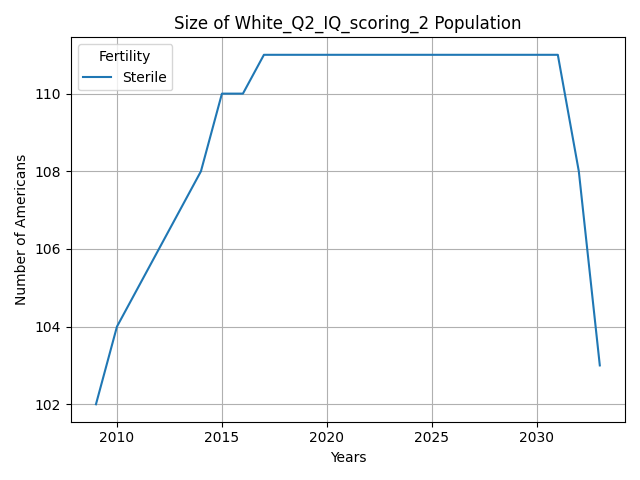 Size of White_Q2_IQ_scoring_2 Population
Fertility
Sterile
Number of Americans
110
108
106
104
102
2010
2015
2020
2025
2030
Years